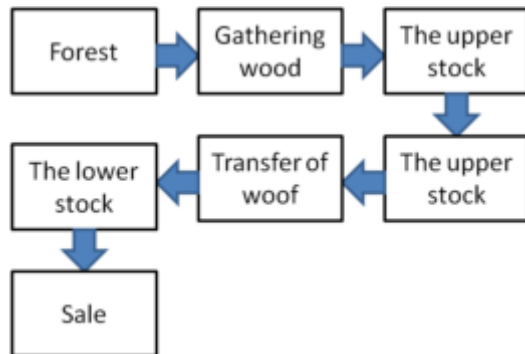 Forest
Gathering
wood
The upper
stock
The upper
stock
Transfer of
woof
The lower
stock
Sale